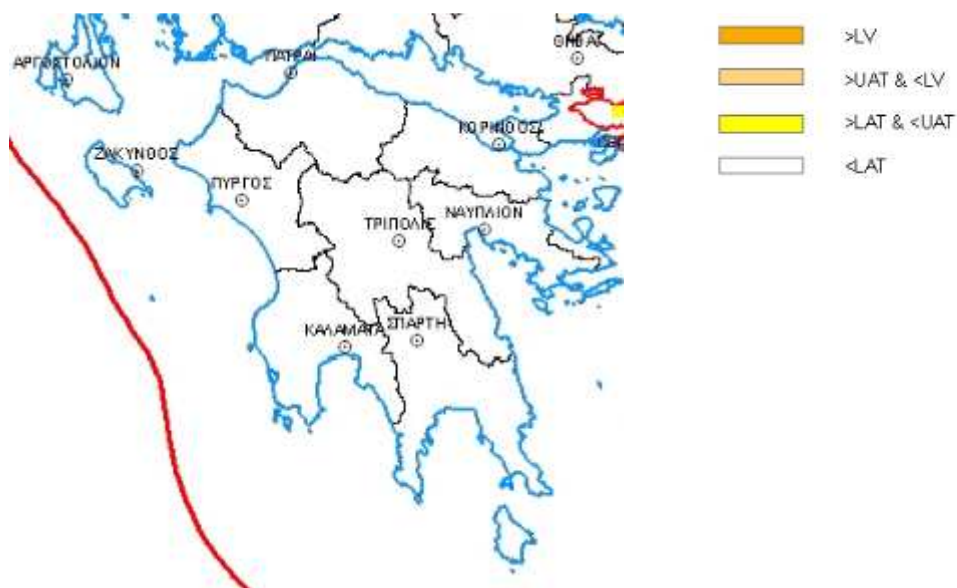 ΘΗΒΑΙ
ΠΑΤΡΑΙ
ΑΡΓΟΣΤΟΛΙΟΝ
ΚΟΡΙΝΘΟΣ
ΖΑΚΥΝΘΟΣ
ΠΥΡΓΟΣ
ΝΑΥΠΛΙΟΝ
ΤΡΙΠΟΛΙΣ
ΚΑΛΑΜΑΤΑ
ΣΠΑΡΤΗ
>LV
>UAT & <LV
>LAT & <UAT
<LAT